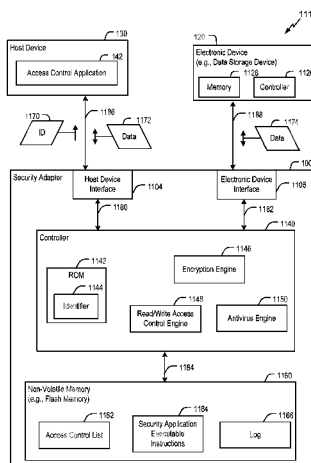 111
130
Host Device
142
Access Control Application
120
Electronic Device
(e.g., Data Storage Device)
1128
Memory
1126
Controller
1170
ID
1186
1172
Data
1188
1174
Data
100
Security Adapter
Host Device
Interface
1104
Electronic Device
Interface
1108
1180
1182
1140
Controller
1142
ROM
1144
Identifier
1146
Encryption Engine
1148
Read/Write Access
Control Engine
1150
Antivirus Engine
1184
1160
Non-Volatile Memory
(e.g., Flash Memory)
1162
Access Control List
1164
Security Application
Executable
Instructions
1166
Log